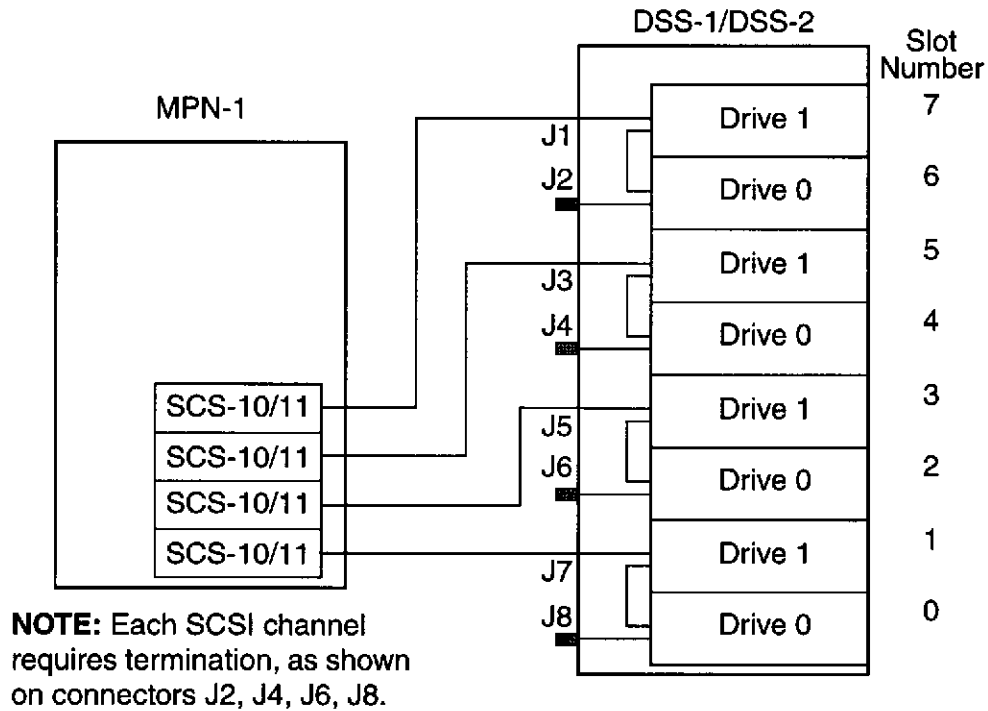 DSS-1/DSS-2
Slot
Number
MPN-1
J1
Drive 1
7
J2
Drive 0
6
J3
Drive 1
5
J4
Drive 0
4
SCS-10/11
J5
Drive 1
3
SCS-10/11
J6
Drive 0
2
SCS-10/11
J7
Drive 1
1
SCS-10/11
J8
Drive 0
0
NOTE: Each SCSI channel
requires termination, as shown
on connectors J2, J4, J6, J8.